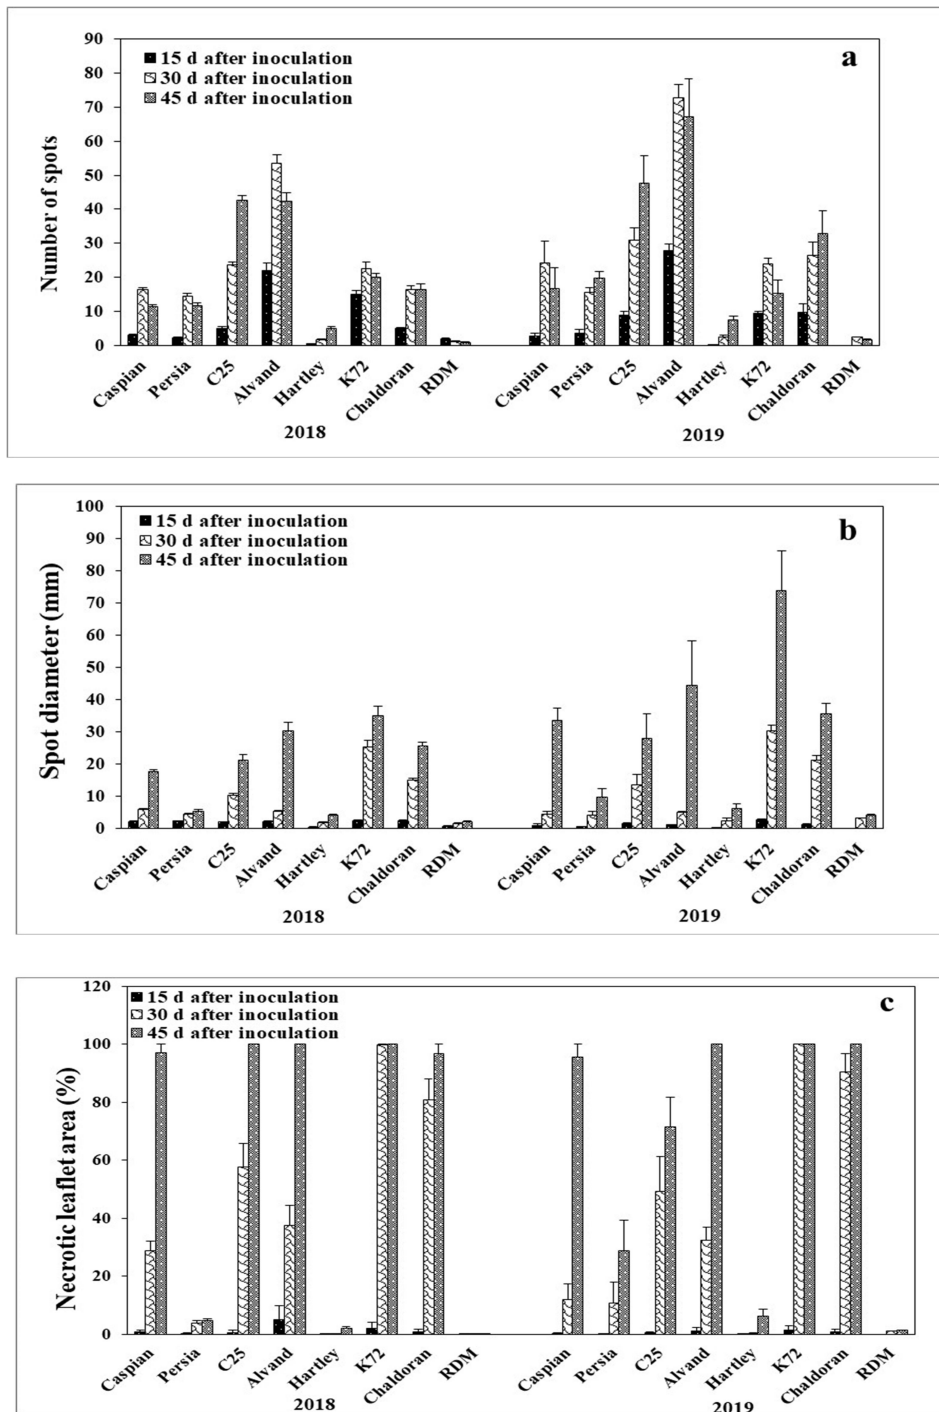 a
15 d after inoculation
30 d after inoculation
45 d after inoculation
Number of spots
90
80
70
60
50
40
30
20
10
0
Caspian Persia C25 Alvand Hartley K72 Chaldoran RDM Caspian Persia C25 Alvand Hartley K72 Chaldoran RDM
2018 2019
b
15 d after inoculation
30 d after inoculation
45 d after inoculation
Spot diameter (mm)
100
90
80
70
60
50
40
30
20
10
0
Caspian Persia C25 Alvand Hartley K72 Chaldoran RDM Caspian Persia C25 Alvand Hartley K72 Chaldoran RDM
2018 2019
c
15 d after inoculation
30 d after inoculation
45 d after inoculation
Necrotic leaflet area (%)
120
100
80
60
40
20
0
Caspian Persia C25 Alvand Hartley K72 Chaldoran RDM Caspian Persia C25 Alvand Hartley K72 Chaldoran RDM
2018 2019